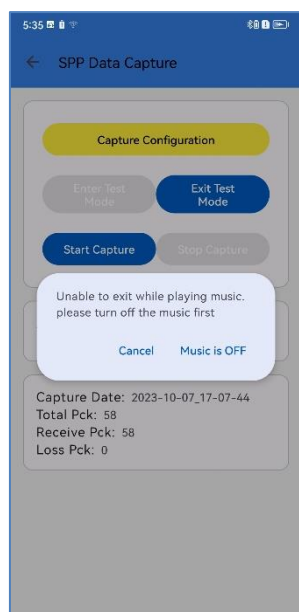 5:35
SPP Data Capture
Capture Configuration
Enter Test
Mode
Exit Test
Mode
Start Capture
Stop Capture
Unable to exit while playing music.
please turn off the music first
Cancel
Music is OFF
Capture Date: 2023-10-07_17-07-44
Total Pck: 58
Receive Pck: 58
Loss Pck: 0